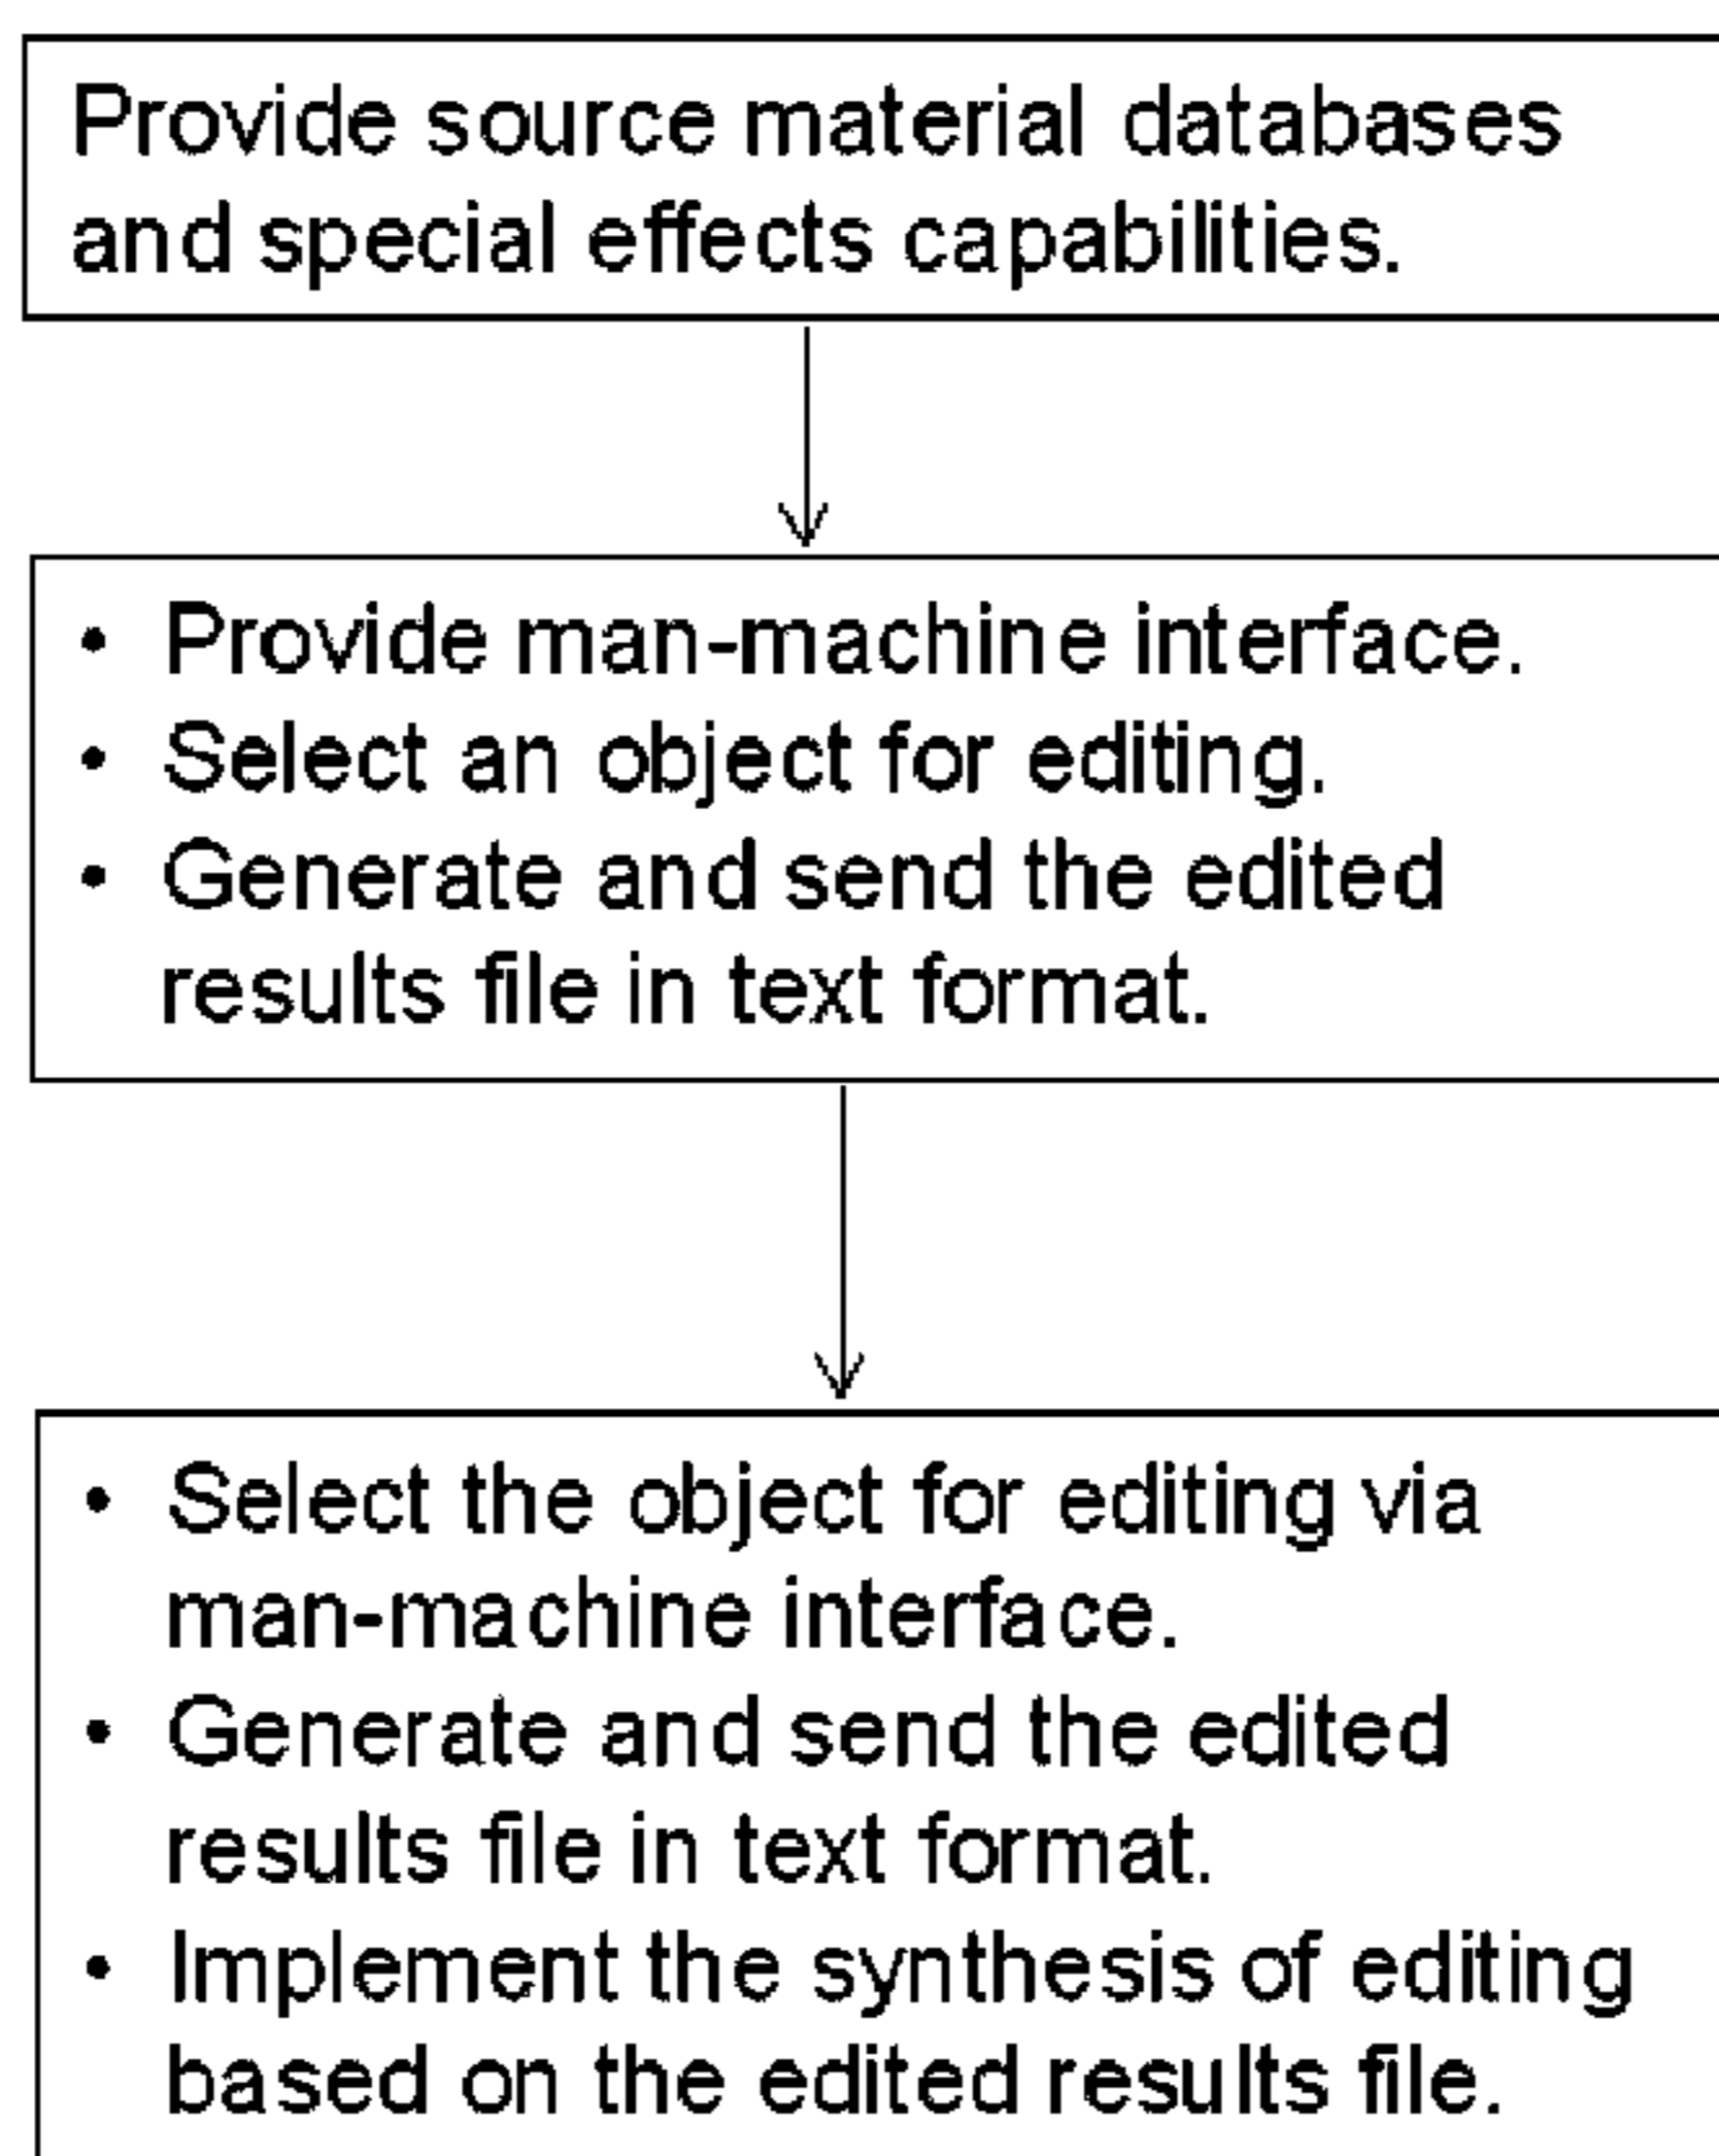 Provide source material databases
and special effects capabilities.
• Provide man-machine interface.
• Select an object for editing.
• Generate and send the edited
results file in text format.
• Select the object for editing via
man-machine interface.
• Generate and send the edited
results file in text format.
• Implement the synthesis of editing
based on the edited results file.